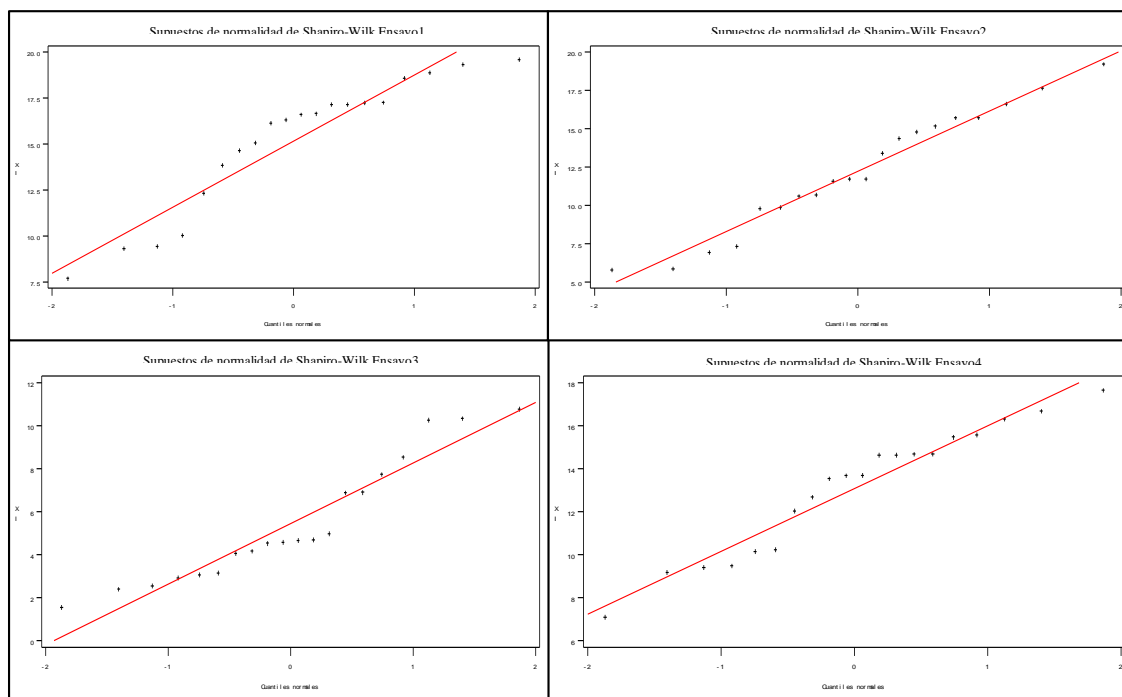 Supuestos de normalidad de Shapiro-Wilk Ensayo1
20.0
17.5
15.0
12.5
10.0
7.5
X
I
-2 -1 0 1 2
Cuantiles normales
Supuestos de normalidad de Shapiro-Wilk Ensayo2
20.0
17.5
15.0
12.5
10.0
7.5
5.0
X
I
-2 -1 0 1 2
Cuantiles normales
Supuestos de normalidad de Shapiro-Wilk Ensayo3
12
10
8
6
4
2
0
X
I
-2 -1 0 1 2
Cuantiles normales
Supuestos de normalidad de Shapiro-Wilk Ensayo4
18
16
14
12
10
8
6
X
I
-2 -1 0 1 2
Cuantiles normales